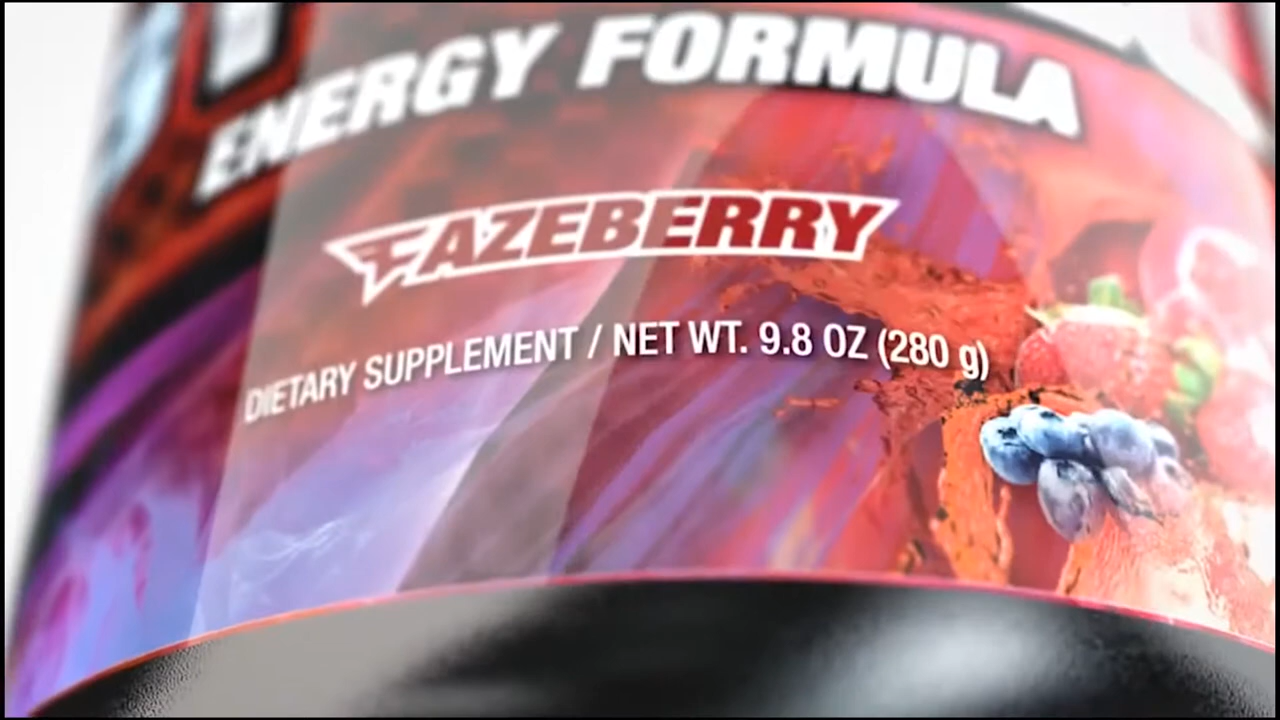 ENERGY FORMULA
FAZEBERRY
DIETARY SUPPLEMENT / NET WT. 9.8 OZ (280 g)